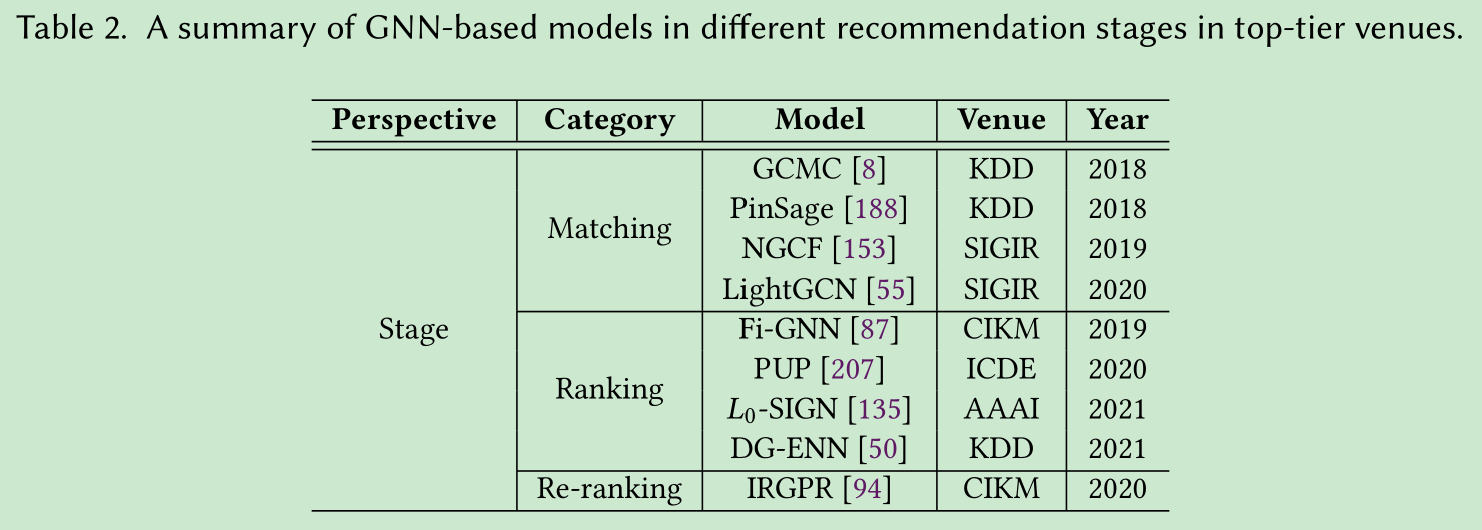 Table 2. A summary of GNN-based models in different recommendation stages in top-tier venues.
Perspective Category Model Venue Year
Stage Matching GCMC [8] KDD 2018
PinSage [188] KDD 2018
NGCF [153] SIGIR 2019
LightGCN [55] SIGIR 2020
Ranking Fi-GNN [87] CIKM 2019
PUP [207] ICDE 2020
L₀-SIGN [135] AAAI 2021
DG-ENN [50] KDD 2021
Re-ranking IRGPR [94] CIKM 2020